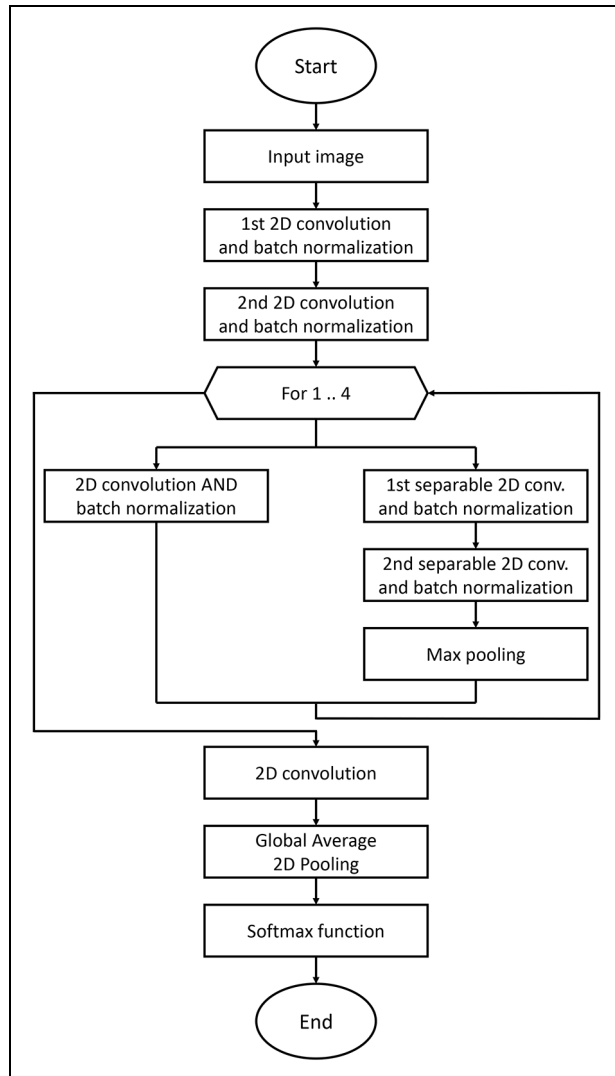 Start
Input image
1st 2D convolution
and batch normalization
2nd 2D convolution
and batch normalization
For 1 .. 4
2D convolution AND
batch normalization
1st separable 2D conv.
and batch normalization
2nd separable 2D conv.
and batch normalization
Max pooling
2D convolution
Global Average
2D Pooling
Softmax function
End